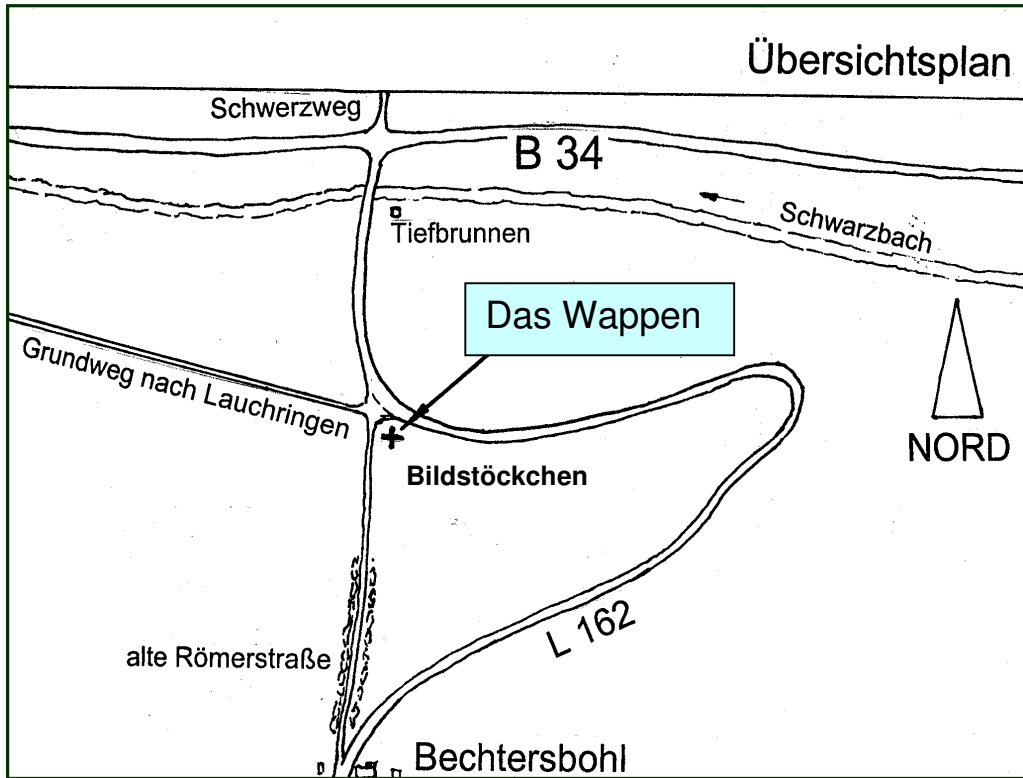 Übersichtsplan
Schwerzweg
B 34
Schwarzbach
Tiefbrunnen
Das Wappen
Grundweg nach Lauchringen
NORD
Bildstöckchen
L 162
alte Römerstraße
Bechtersbohl